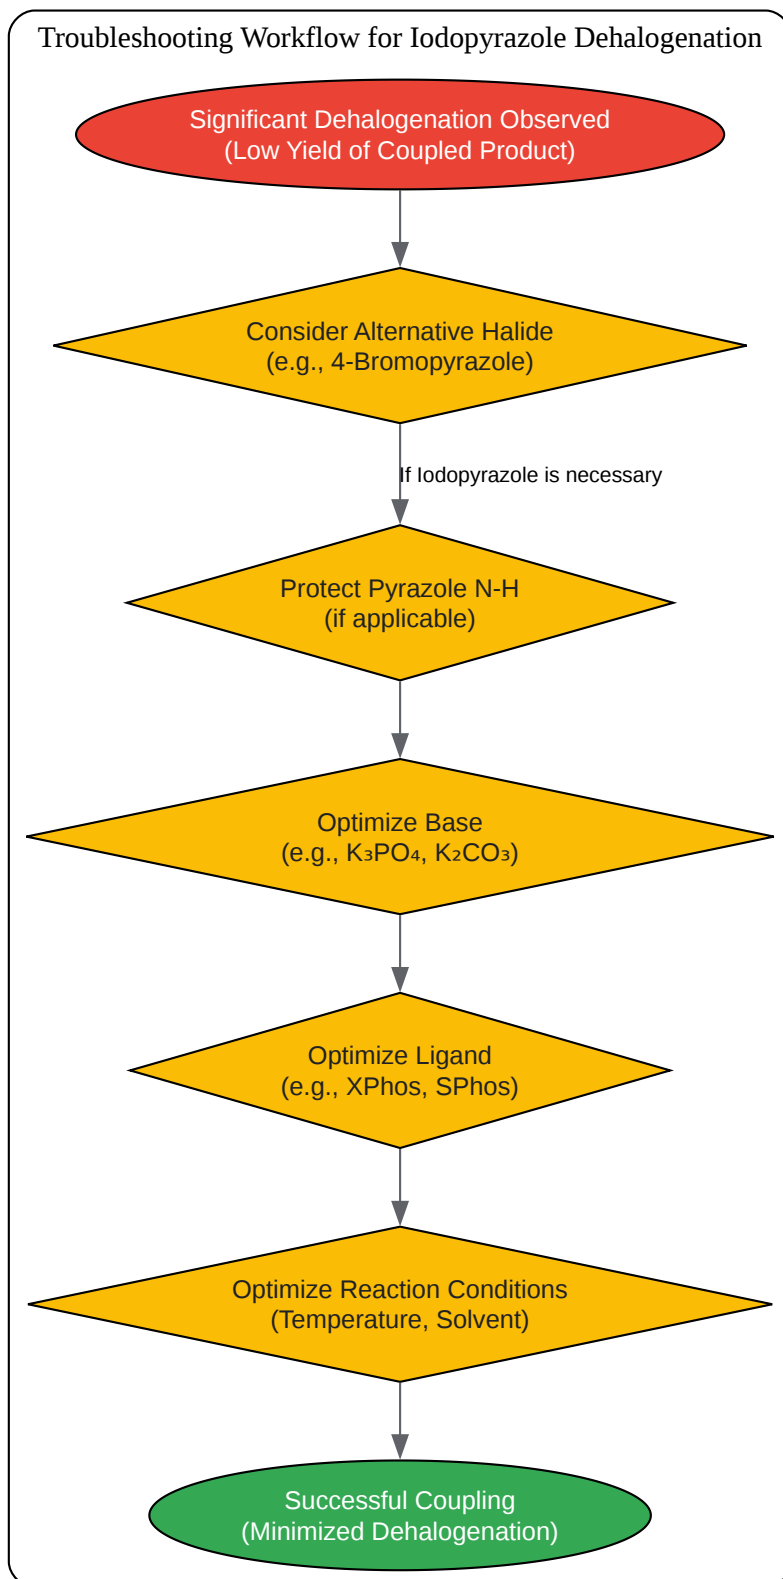 Troubleshooting Workflow for Iodopyrazole Dehalogenation
Significant Dehalogenation Observed
(Low Yield of Coupled Product)
Consider Alternative Halide
(e.g., 4-Bromopyrazole)
If Iodopyrazole is necessary
Protect Pyrazole N-H
(if applicable)
Optimize Base
(e.g., K₃PO₄, K₂CO₃)
Optimize Ligand
(e.g., XPhos, SPhos)
Optimize Reaction Conditions
(Temperature, Solvent)
Successful Coupling
(Minimized Dehalogenation)